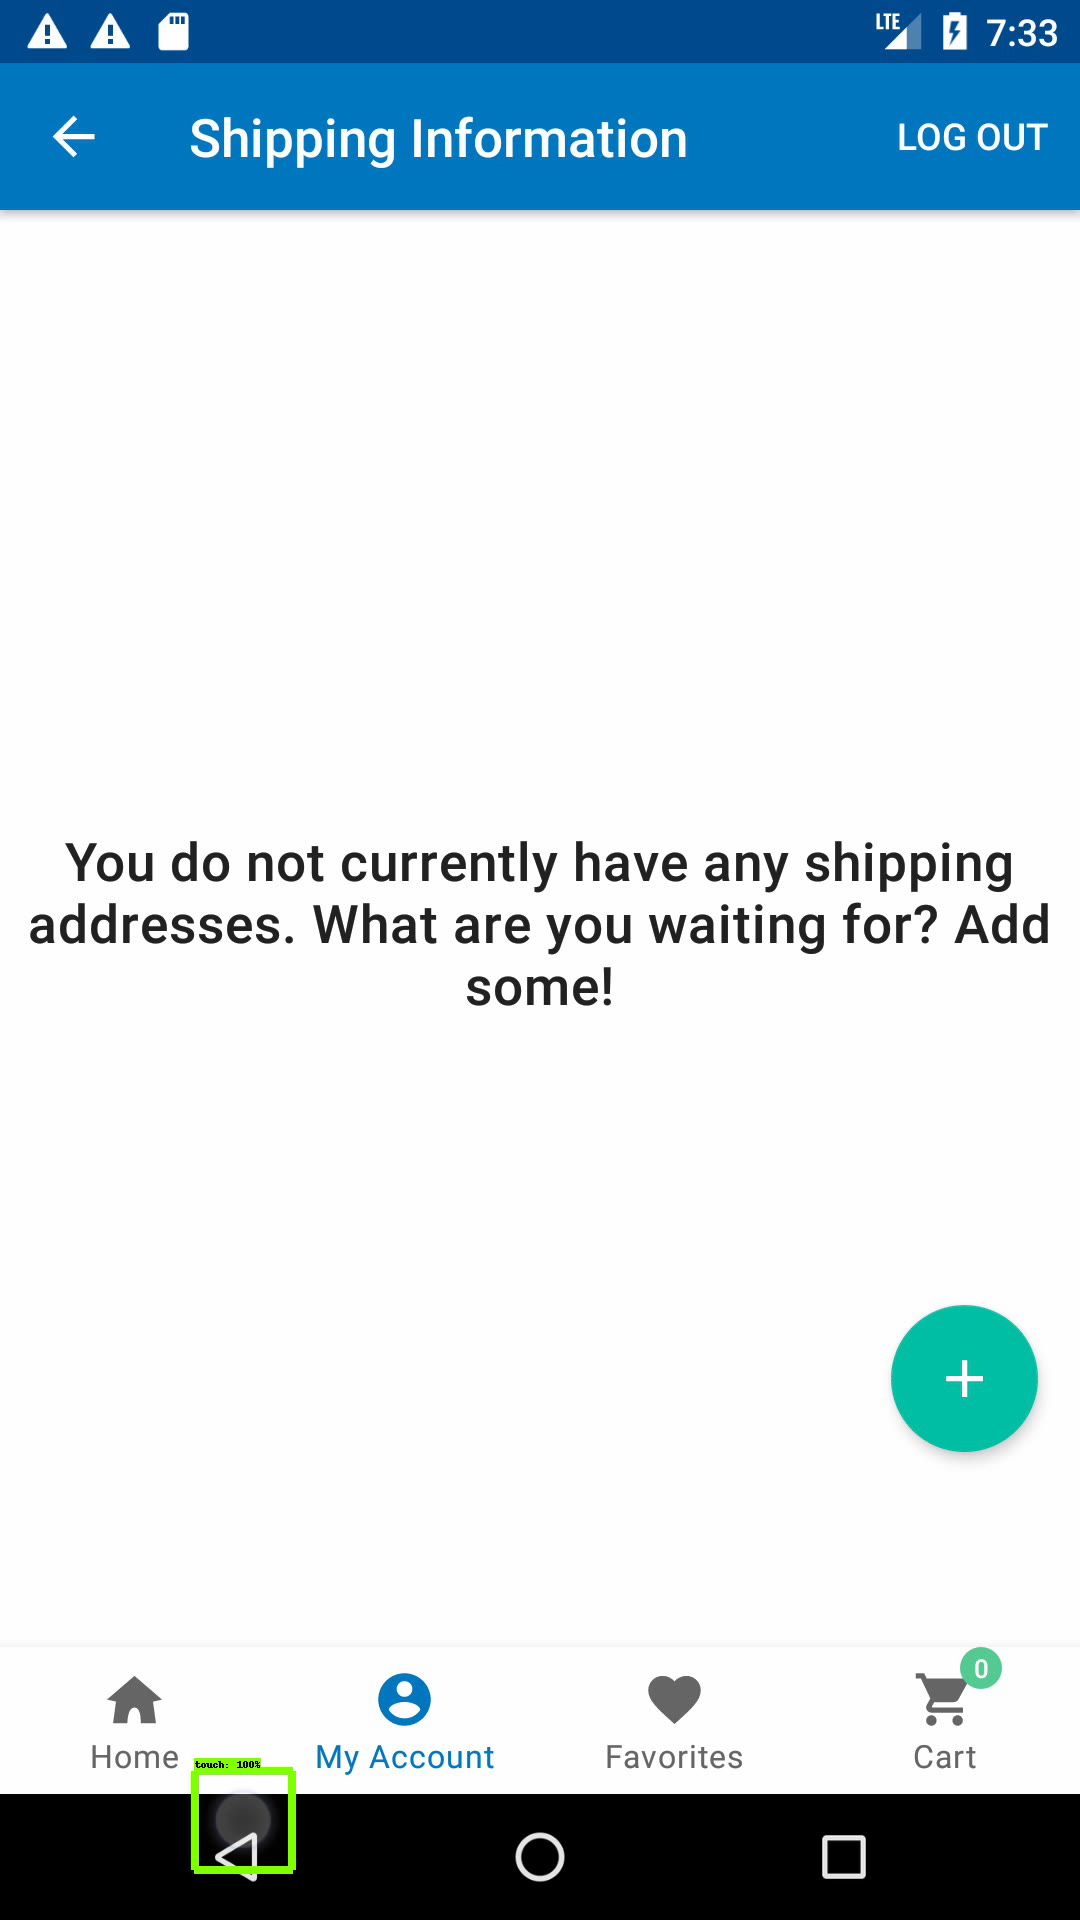 LTE 7:33
Shipping Information LOG OUT
You do not currently have any shipping
addresses. What are you waiting for? Add
some!
0
Home My Account Favorites Cart
touch: 100%